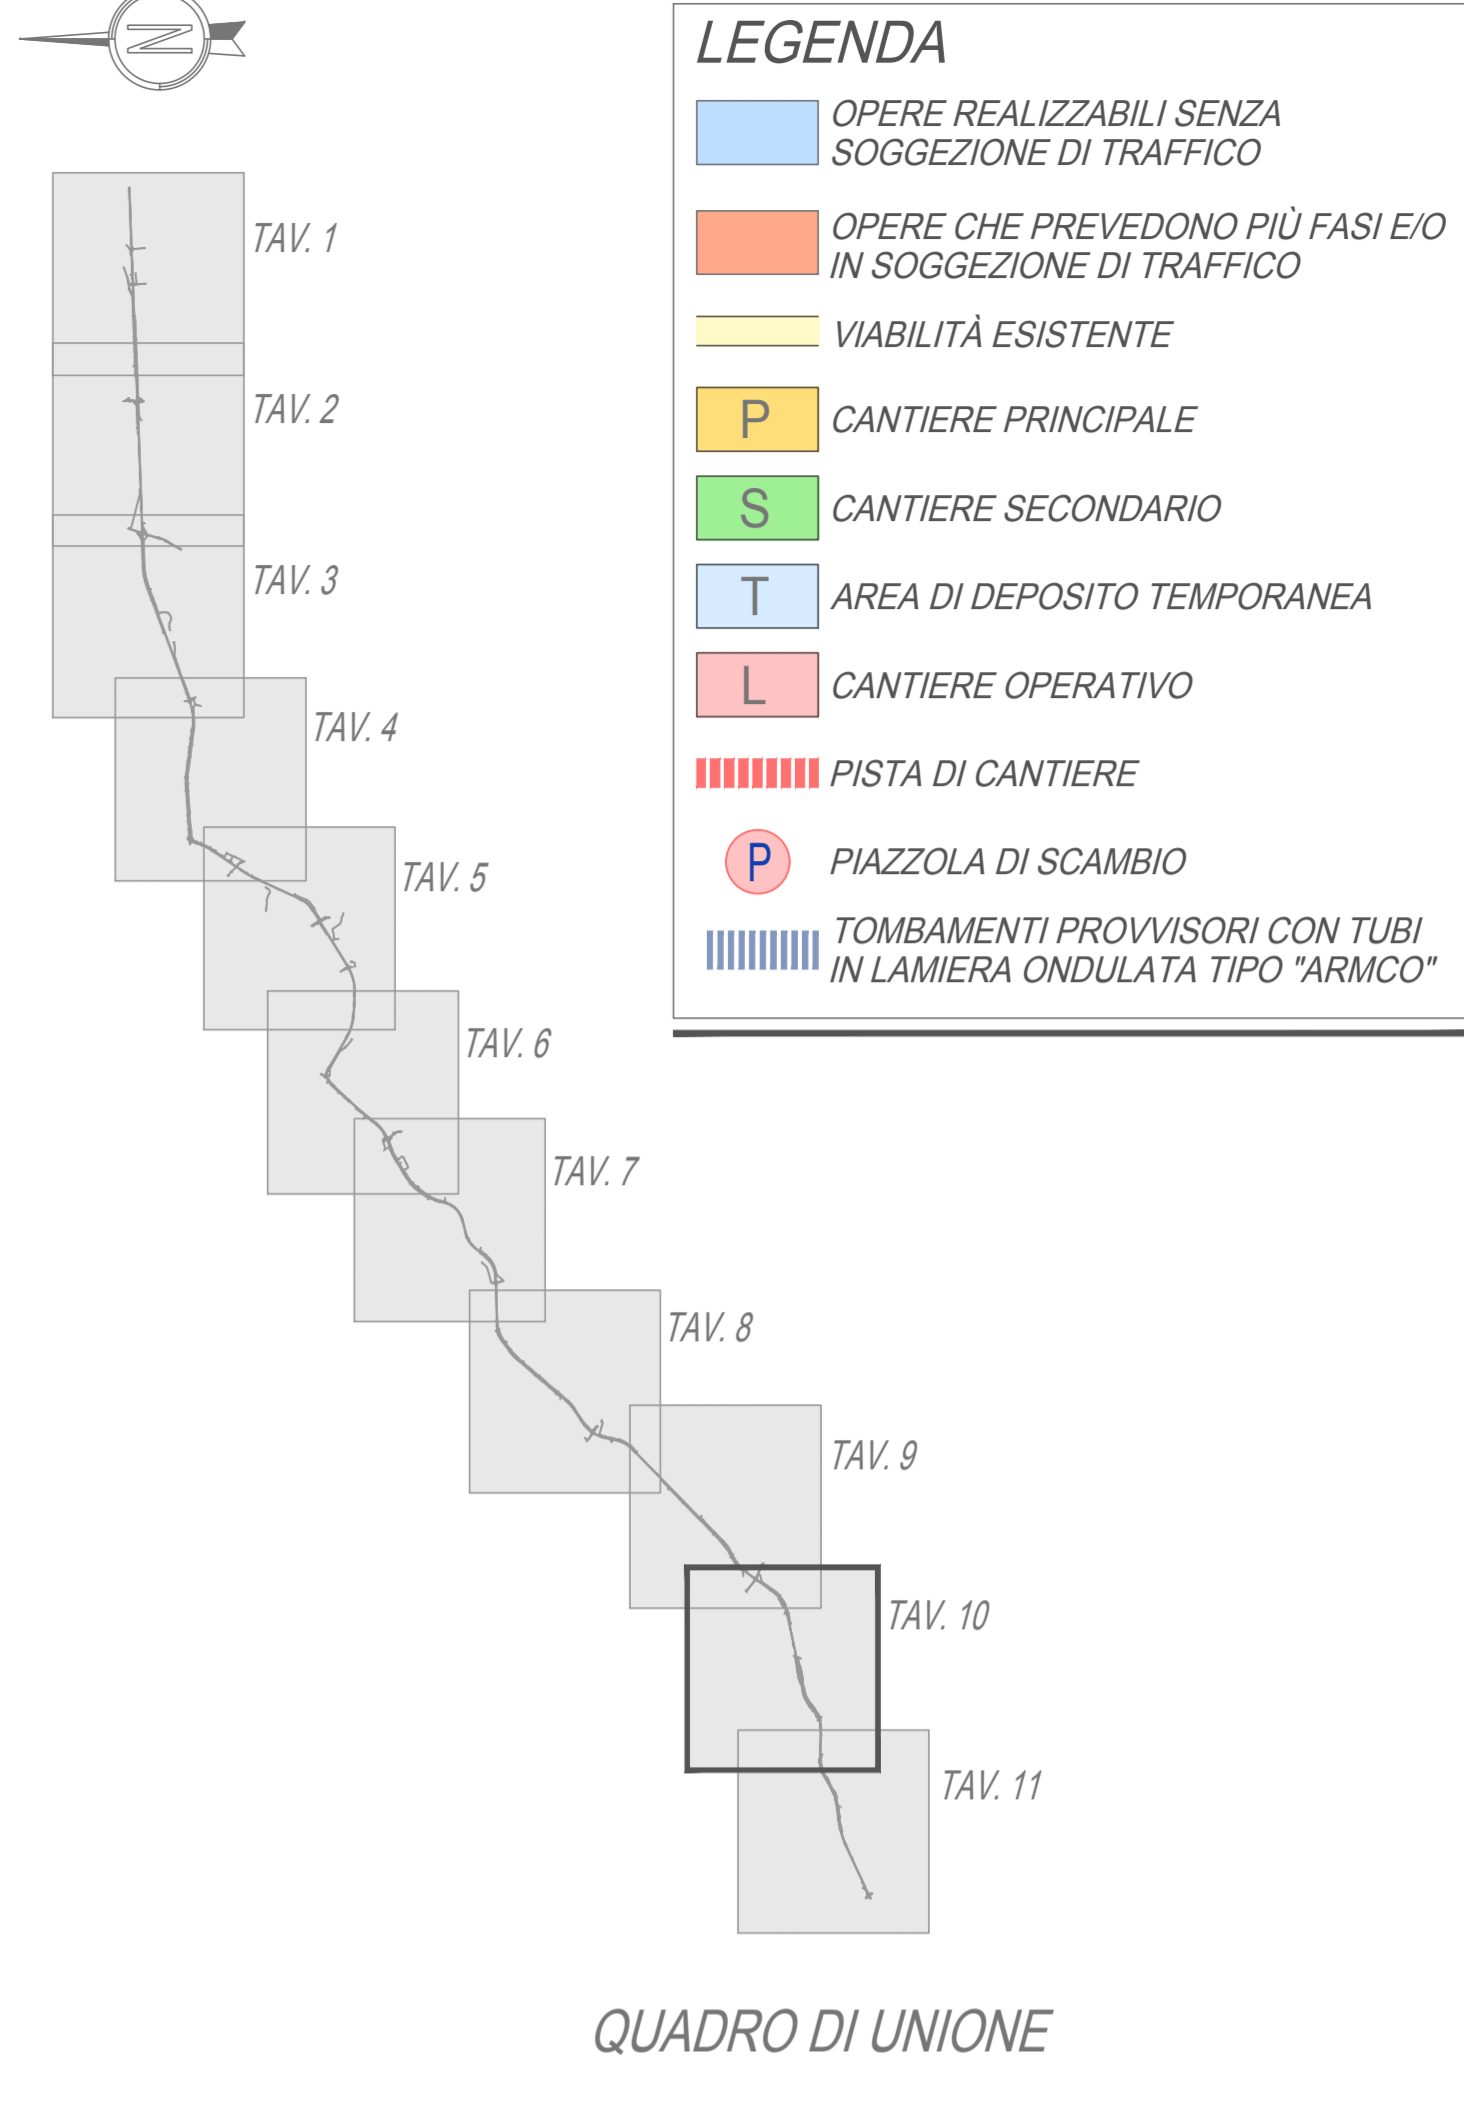 N
LEGENDA
OPERE REALIZZABILI SENZA
SOGGEZIONE DI TRAFFICO
OPERE CHE PREVEDONO PIÙ FASI E/O
IN SOGGEZIONE DI TRAFFICO
VIABILITÀ ESISTENTE
P CANTIERE PRINCIPALE
S CANTIERE SECONDARIO
T AREA DI DEPOSITO TEMPORANEA
L CANTIERE OPERATIVO
PISTA DI CANTIERE
P PIAZZOLA DI SCAMBIO
TOMBAMENTI PROVVISORI CON TUBI
IN LAMIERA ONDULATA TIPO "ARMCO"
TAV. 1
TAV. 2
TAV. 3
TAV. 4
TAV. 5
TAV. 6
TAV. 7
TAV. 8
TAV. 9
TAV. 10
TAV. 11
QUADRO DI UNIONE